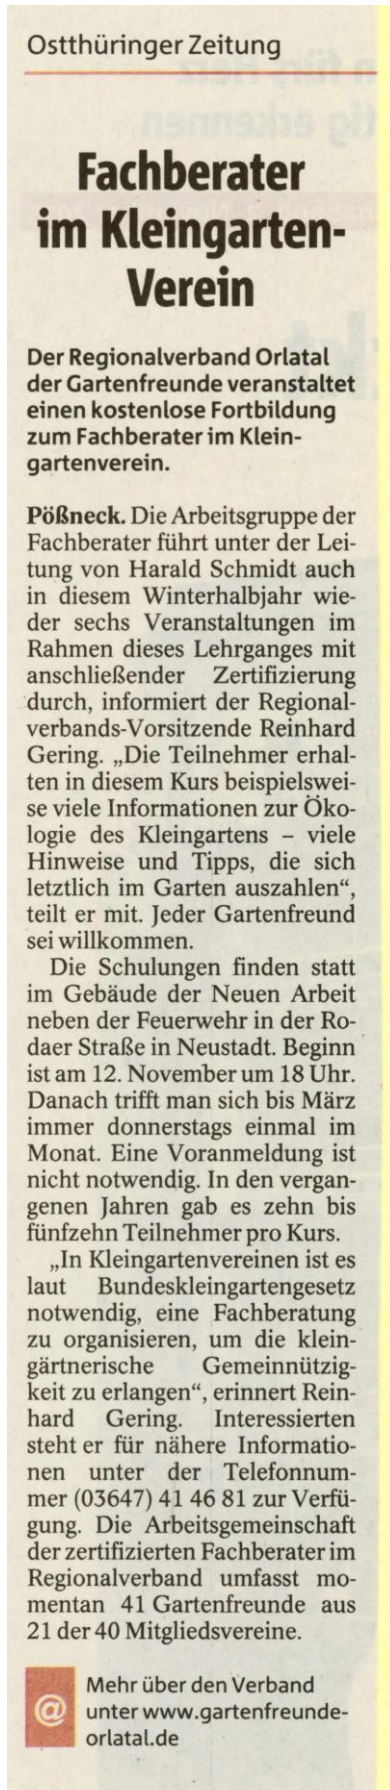 Ostthüringer Zeitung
Fachberater
im Kleingarten-
Verein
Der Regionalverband Orlatal
der Gartenfreunde veranstaltet
einen kostenlose Fortbildung
zum Fachberater im Klein-
gartenverein.
Pößneck. Die Arbeitsgruppe der
Fachberater führt unter der Lei-
tung von Harald Schmidt auch
in diesem Winterhalbjahr wie-
der sechs Veranstaltungen im
Rahmen dieses Lehrganges mit
anschließender Zertifizierung
durch, informiert der Regional-
verbands-Vorsitzende Reinhard
Gering. „Die Teilnehmer erhal-
ten in diesem Kurs beispielswei-
se viele Informationen zur Öko-
logie des Kleingartens – viele
Hinweise und Tipps, die sich
letztlich im Garten auszahlen“,
teilt er mit. Jeder Gartenfreund
sei willkommen.
Die Schulungen finden statt
im Gebäude der Neuen Arbeit
neben der Feuerwehr in der Ro-
daer Straße in Neustadt. Beginn
ist am 12. November um 18 Uhr.
Danach trifft man sich bis März
immer donnerstags einmal im
Monat. Eine Voranmeldung ist
nicht notwendig. In den vergan-
genen Jahren gab es zehn bis
fünfzehn Teilnehmer pro Kurs.
„In Kleingartenvereinen ist es
laut Bundeskleingartengesetz
notwendig, eine Fachberatung
zu organisieren, um die klein-
gärtnerische Gemeinnützig-
keit zu erlangen“, erinnert Rein-
hard Gering. Interessierten
steht er für nähere Informatio-
nen unter der Telefonnum-
mer (03647) 41 46 81 zur Verfü-
gung. Die Arbeitsgemeinschaft
der zertifizierten Fachberater im
Regionalverband umfasst mo-
mentan 41 Gartenfreunde aus
21 der 40 Mitgliedsvereine.
@ Mehr über den Verband
unter www.gartenfreunde-
orlatal.de